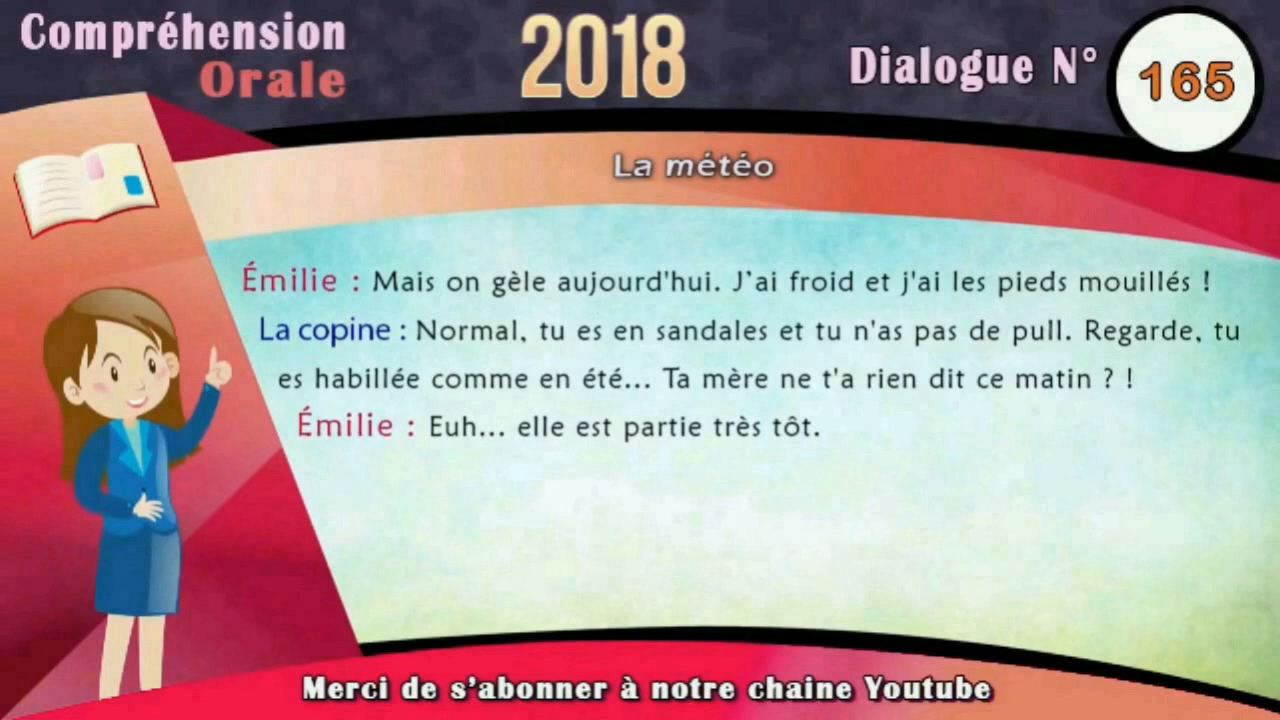 Compréhension
Orale
2018
Dialogue N° 165
La météo
Émilie : Mais on gèle aujourd'hui. J’ai froid et j'ai les pieds mouillés !
La copine : Normal, tu es en sandales et tu n'as pas de pull. Regarde, tu
es habillée comme en été... Ta mère ne t'a rien dit ce matin ? !
Émilie : Euh... elle est partie très tôt.
Merci de s’abonner à notre chaine Youtube